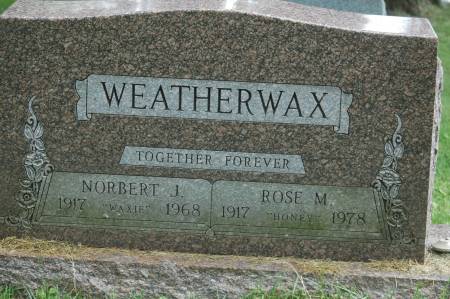 WEATHERWAX
TOGETHER FOREVER
NORBERT J. ROSE M.
1917 "WAXIE" 1968 1917 "HONEY" 1978